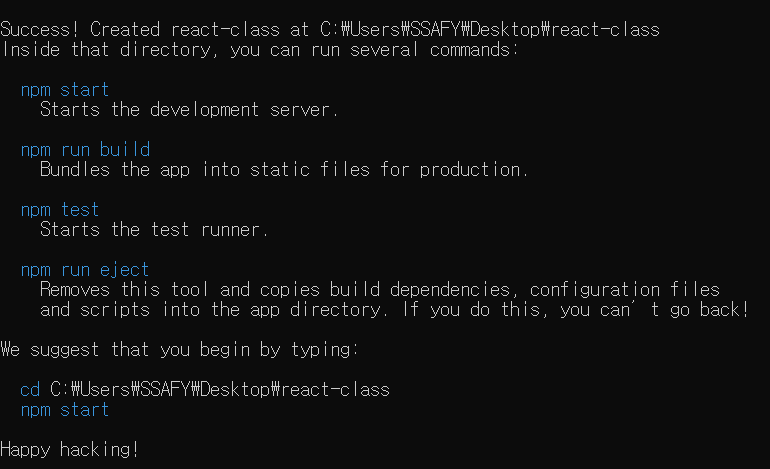 Success! Created react-class at C:₩Users₩SSAFY₩Desktop₩react-class
Inside that directory, you can run several commands:
npm start
Starts the development server.
npm run build
Bundles the app into static files for production.
npm test
Starts the test runner.
npm run eject
Removes this tool and copies build dependencies, configuration files
and scripts into the app directory. If you do this, you can’t go back!
We suggest that you begin by typing:
cd C:₩Users₩SSAFY₩Desktop₩react-class
npm start
Happy hacking!